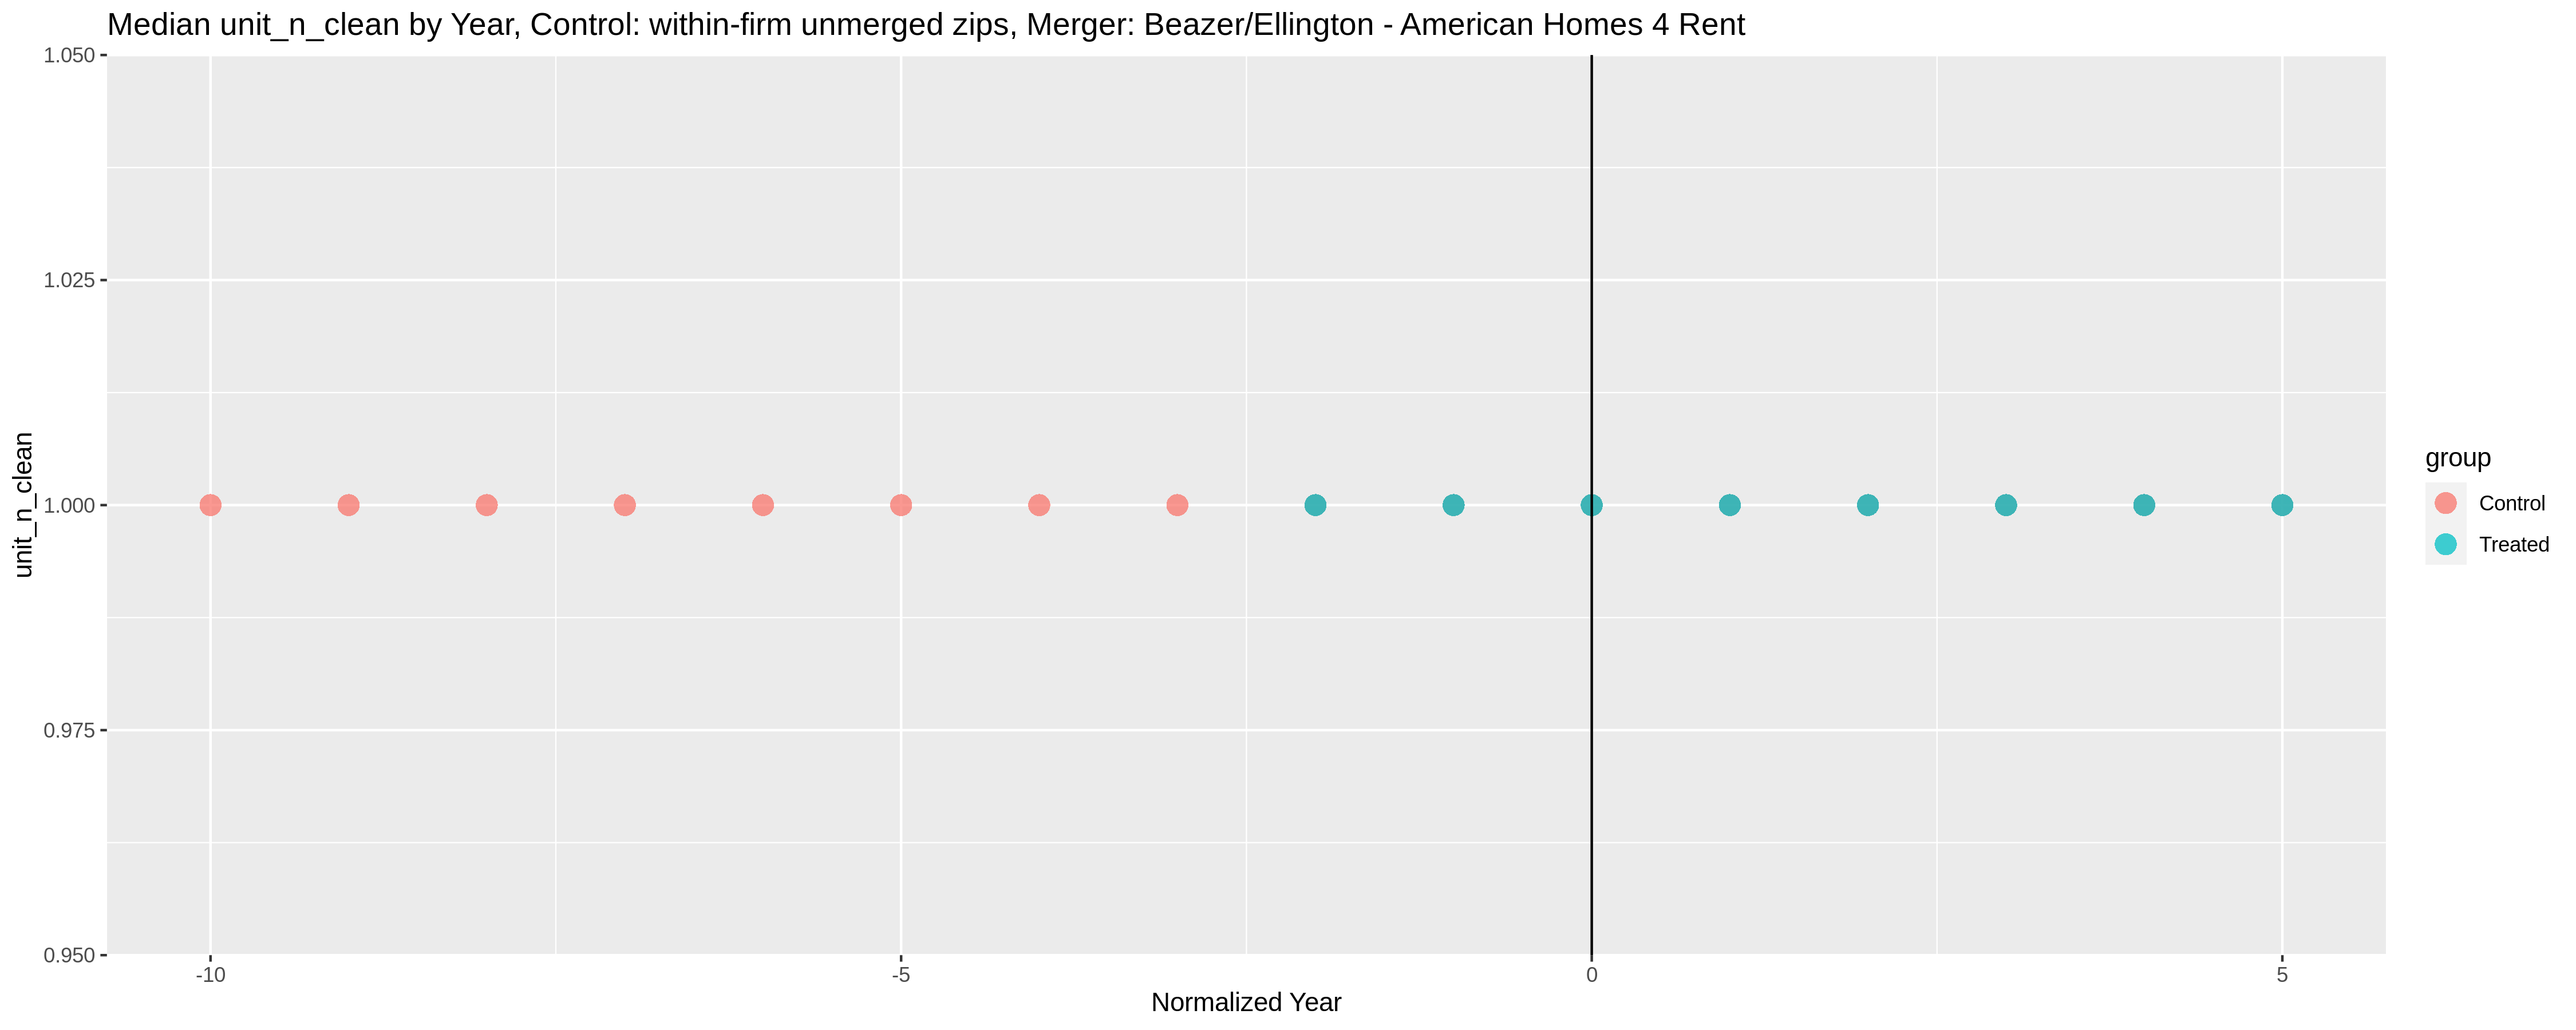 Median unit_n_clean by Year, Control: within-firm unmerged zips, Merger: Beazer/Ellington - American Homes 4 Rent
1.050
1.025
1.000
0.975
0.950
unit_n_clean
-10
-5
0
5
Normalized Year
group
Control
Treated